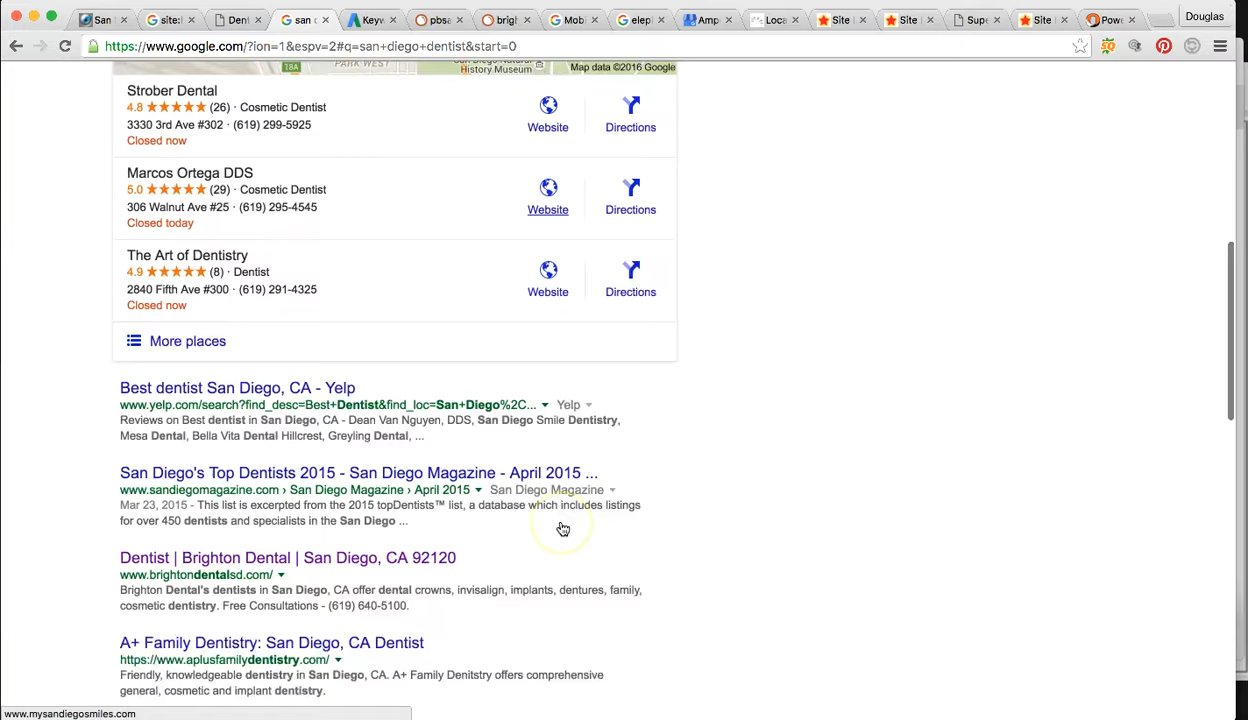 San
site:
Dent
san c
Keyw
pbsa
brigh
Mobi
elepl
Amp
Loca
Site
Site
Supe
Site
Powe
Douglas
https://www.google.com/?ion=1&espv=2#q=san+diego+dentist&start=0
18A
PARK WEST
History Museum
Map data ©2016 Google
Strober Dental
4.8 ★★★★★ (26) · Cosmetic Dentist
3330 3rd Ave #302 · (619) 299-5925
Closed now
Website
Directions
Marcos Ortega DDS
5.0 ★★★★★ (29) · Cosmetic Dentist
306 Walnut Ave #25 · (619) 295-4545
Closed today
Website
Directions
The Art of Dentistry
4.9 ★★★★★ (8) · Dentist
2840 Fifth Ave #300 · (619) 291-4325
Closed now
Website
Directions
More places
Best dentist San Diego, CA - Yelp
www.yelp.com/search?find_desc=Best+Dentist&find_loc=San+Diego%2C... Yelp
Reviews on Best dentist in San Diego, CA - Dean Van Nguyen, DDS, San Diego Smile Dentistry,
Mesa Dental, Bella Vita Dental Hillcrest, Greyling Dental, ...
San Diego's Top Dentists 2015 - San Diego Magazine - April 2015 ...
www.sandiegomagazine.com › San Diego Magazine › April 2015 San Diego Magazine
Mar 23, 2015 - This list is excerpted from the 2015 topDentists™ list, a database which includes listings
for over 450 dentists and specialists in the San Diego ...
Dentist | Brighton Dental | San Diego, CA 92120
www.brightondentalsd.com/
Brighton Dental's dentists in San Diego, CA offer dental crowns, invisalign, implants, dentures, family,
cosmetic dentistry. Free Consultations - (619) 640-5100.
A+ Family Dentistry: San Diego, CA Dentist
https://www.aplusfamilydentistry.com/
Friendly, knowledgeable dentistry in San Diego, CA. A+ Family Denitstry offers comprehensive
general, cosmetic and implant dentistry.
www.mysandiegosmiles.com